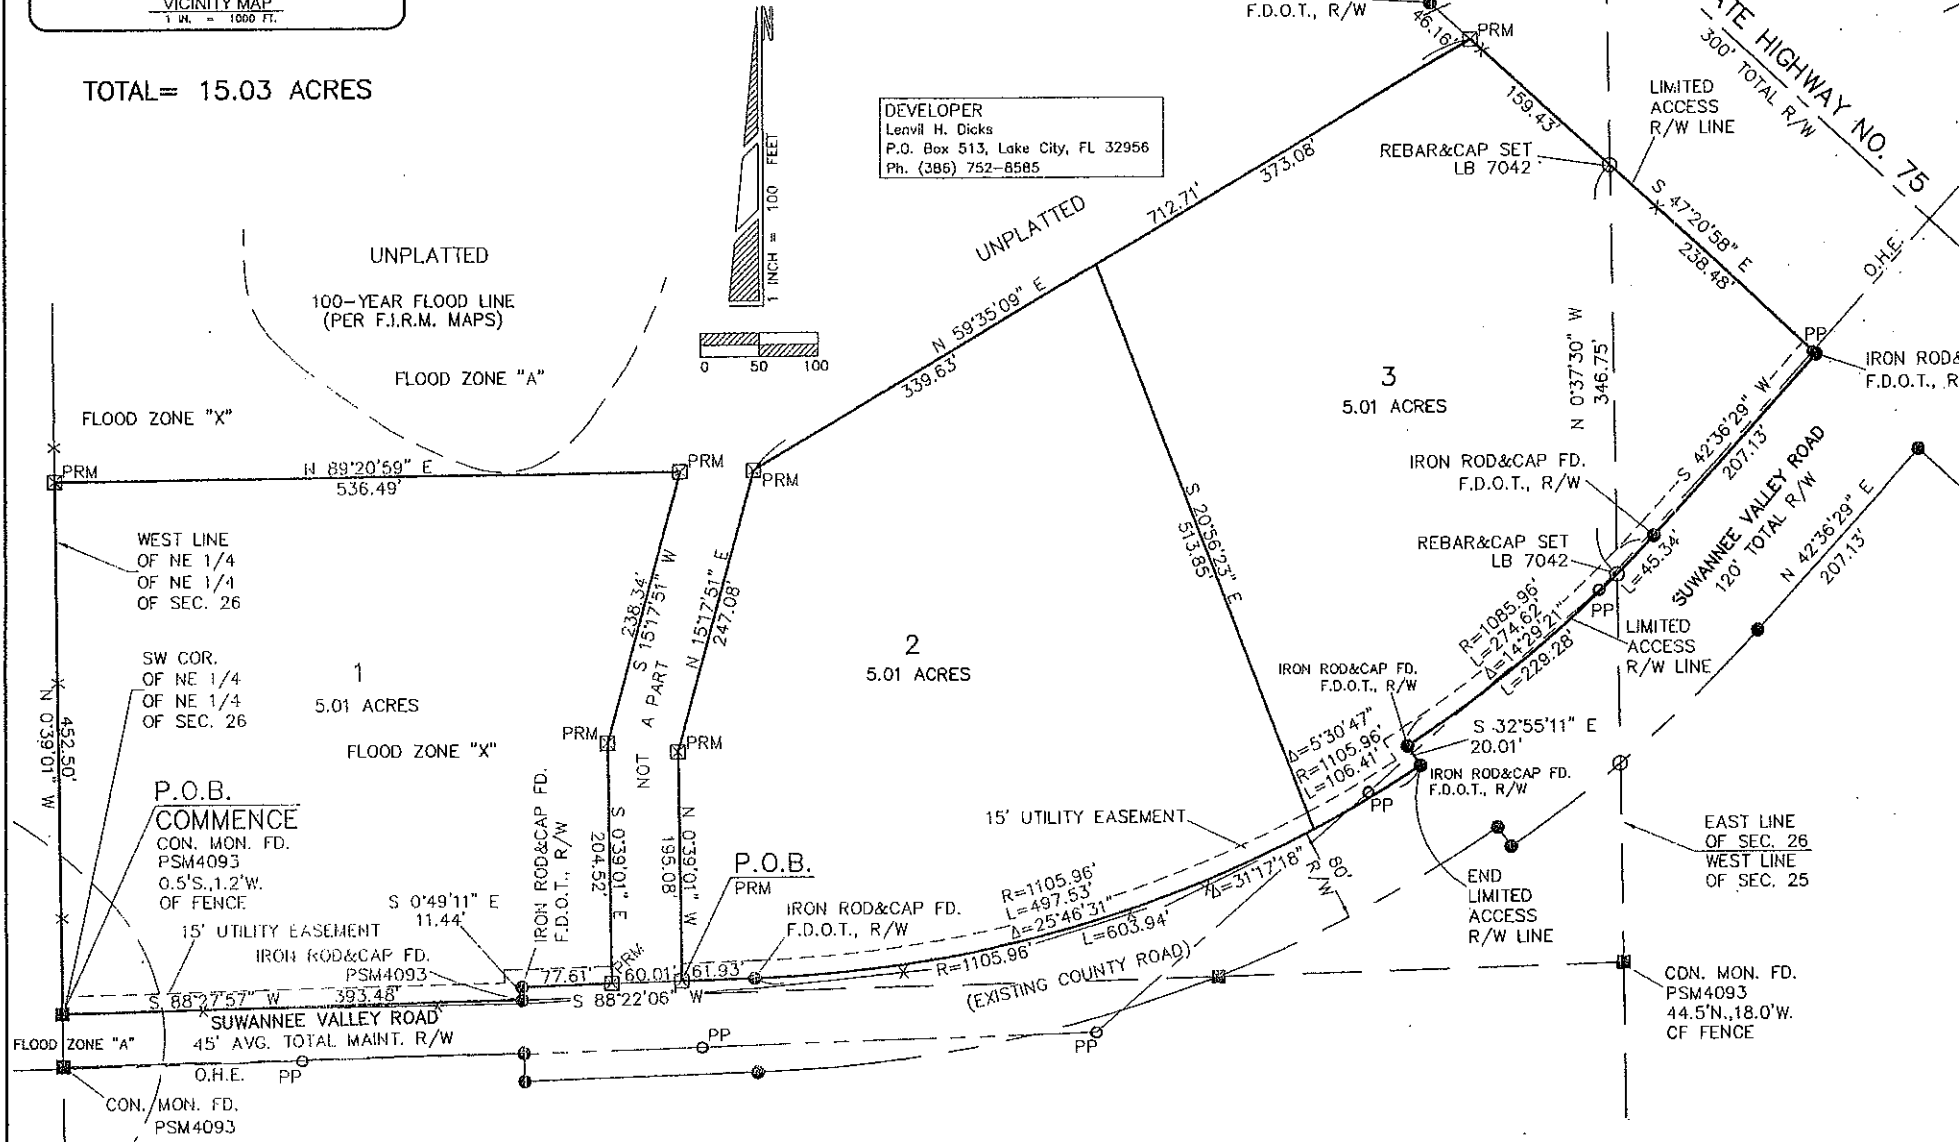 VICINITY MAP
1 IN. = 1000 FT.
TOTAL= 15.03 ACRES
N
1 INCH = 100 FEET
0 50 100
DEVELOPER
Lenvil H. Dicks
P.O. Box 513, Lake City, FL 32956
Ph. (386) 752-8585
F.D.O.T., R/W
46.16'
PRM
159.43'
LIMITED
ACCESS
R/W LINE
ATE HIGHWAY NO. 75
300' TOTAL R/W
REBAR&CAP SET
LB 7042
S 47°20'58" E
238.48'
O.H.E.
PP
IRON ROD&
F.D.O.T., R
UNPLATTED
712.71'
373.08'
N 59°35'09" E
339.63'
UNPLATTED
100-YEAR FLOOD LINE
(PER F.I.R.M. MAPS)
FLOOD ZONE "A"
FLOOD ZONE "X"
PRM
N 89°20'59" E
536.49'
PRM
PRM
WEST LINE
OF NE 1/4
OF NE 1/4
OF SEC. 26
SW COR.
OF NE 1/4
OF NE 1/4
OF SEC. 26
N 0°39'01" W
452.50'
1
5.01 ACRES
FLOOD ZONE "X"
S 15°17'51" W
238.34'
N 15°17'51" E
247.08'
NOT A PART
PRM
PRM
S 0°39'01" E
204.52'
N 0°39'01" W
195.08'
2
5.01 ACRES
S 20°56'23" E
513.85'
3
5.01 ACRES
N 0°37'30" W
346.75'
S 42°36'29" W
207.13'
IRON ROD&CAP FD.
F.D.O.T., R/W
REBAR&CAP SET
LB 7042
L=45.34'
PP
SUWANNEE VALLEY ROAD
120' TOTAL R/W
N 42°36'29" E
207.13'
R=1085.96'
L=274.62'
Δ=14°29'21"
L=229.28'
LIMITED
ACCESS
R/W LINE
IRON ROD&CAP FD.
F.D.O.T., R/W
S 32°55'11" E
20.01'
IRON ROD&CAP FD.
F.D.O.T., R/W
Δ=5°30'47"
R=1105.96'
L=106.41'
PP
15' UTILITY EASEMENT
P.O.B.
COMMENCE
CON. MON. FD.
PSM4093
0.5'S.,1.2'W.
OF FENCE
15' UTILITY EASEMENT
S 0°49'11" E
11.44'
IRON ROD&CAP FD.
PSM4093
IRON ROD&CAP FD.
F.D.O.T., R/W
P.O.B.
PRM
PRM
IRON ROD&CAP FD.
F.D.O.T., R/W
77.61'
60.01'
61.93'
S 88°27'57" W
393.48'
S 88°22'06" W
R=1105.96'
L=497.53'
Δ=25°46'31"
L=603.94'
R=1105.96'
Δ=31°17'18"
80'
R/W
(EXISTING COUNTY ROAD)
END
LIMITED
ACCESS
R/W LINE
EAST LINE
OF SEC. 26
WEST LINE
OF SEC. 25
CON. MON. FD.
PSM4093
44.5'N.,18.0'W.
CF FENCE
SUWANNEE VALLEY ROAD
45' AVG. TOTAL MAINT. R/W
FLOOD ZONE "A"
O.H.E.
PP
PP
PP
CON. MON. FD.
PSM4093